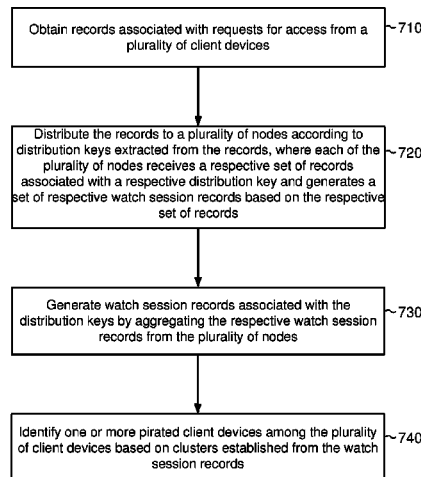 Obtain records associated with requests for access from a
plurality of client devices
~710
Distribute the records to a plurality of nodes according to
distribution keys extracted from the records, where each of the
plurality of nodes receives a respective set of records
associated with a respective distribution key and generates a
set of respective watch session records based on the respective
set of records
~720
Generate watch session records associated with the
distribution keys by aggregating the respective watch session
records from the plurality of nodes
~730
Identify one or more pirated client devices among the plurality
of client devices based on clusters established from the watch
session records
~740